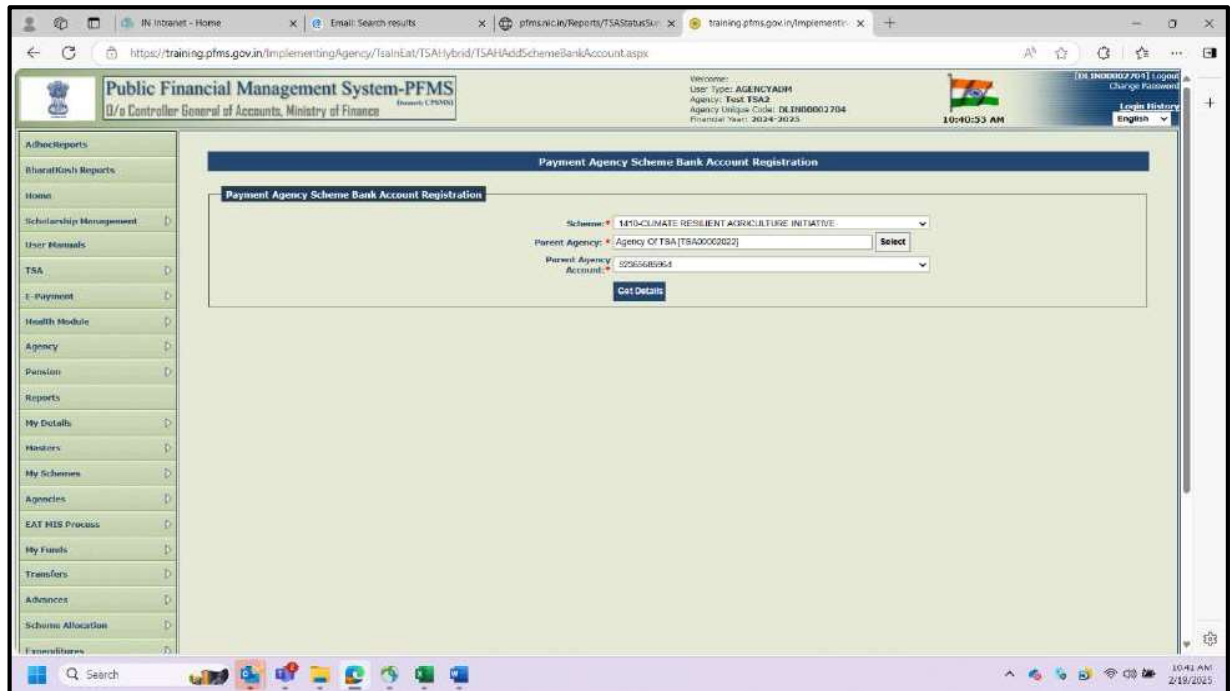 IN Intranet - Home
Email: Search results
pfms.nic.in/Reports/TSAStatusSur
training.pfms.gov.in/Implementin
https://training.pfms.gov.in/ImplementingAgency/TsaInEat/TSAHybrid/TSAHAddSchemeBankAccount.aspx
Public Financial Management System-PFMS
(Formerly CPSMS)
O/o Controller General of Accounts, Ministry of Finance
Welcome:
User Type: AGENCYADM
Agency: Test TSA2
Agency Unique Code: DLIN00002704
Financial Year: 2024-2025
10:40:53 AM
[DLIN00002704] Logout
Change Password
Login History
English
AdhocReports
BharatKosh Reports
Home
Scholarship Management
User Manuals
TSA
E-Payment
Health Module
Agency
Pension
Reports
My Details
Masters
My Schemes
Agencies
EAT MIS Process
My Funds
Transfers
Advances
Scheme Allocation
Expenditures
Payment Agency Scheme Bank Account Registration
Payment Agency Scheme Bank Account Registration
Scheme:* 1410-CLIMATE RESILIENT AGRICULTURE INITIATIVE
Parent Agency: * Agency Of TSA [TSA00002022] Select
Parent Agency Account:*
Get Details
Search
10:41 AM
2/19/2025